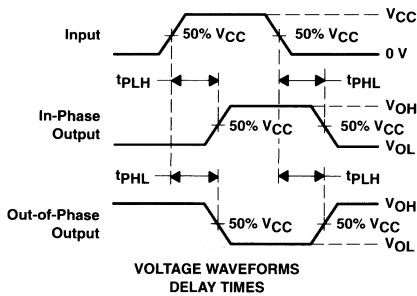 VCC
Input
50% VCC
50% VCC
0 V
tPLH
tPHL
VOH
In-Phase
Output
50% VCC
50% VCC
VOL
tPHL
tPLH
VOH
Out-of-Phase
Output
50% VCC
50% VCC
VOL
VOLTAGE WAVEFORMS
DELAY TIMES